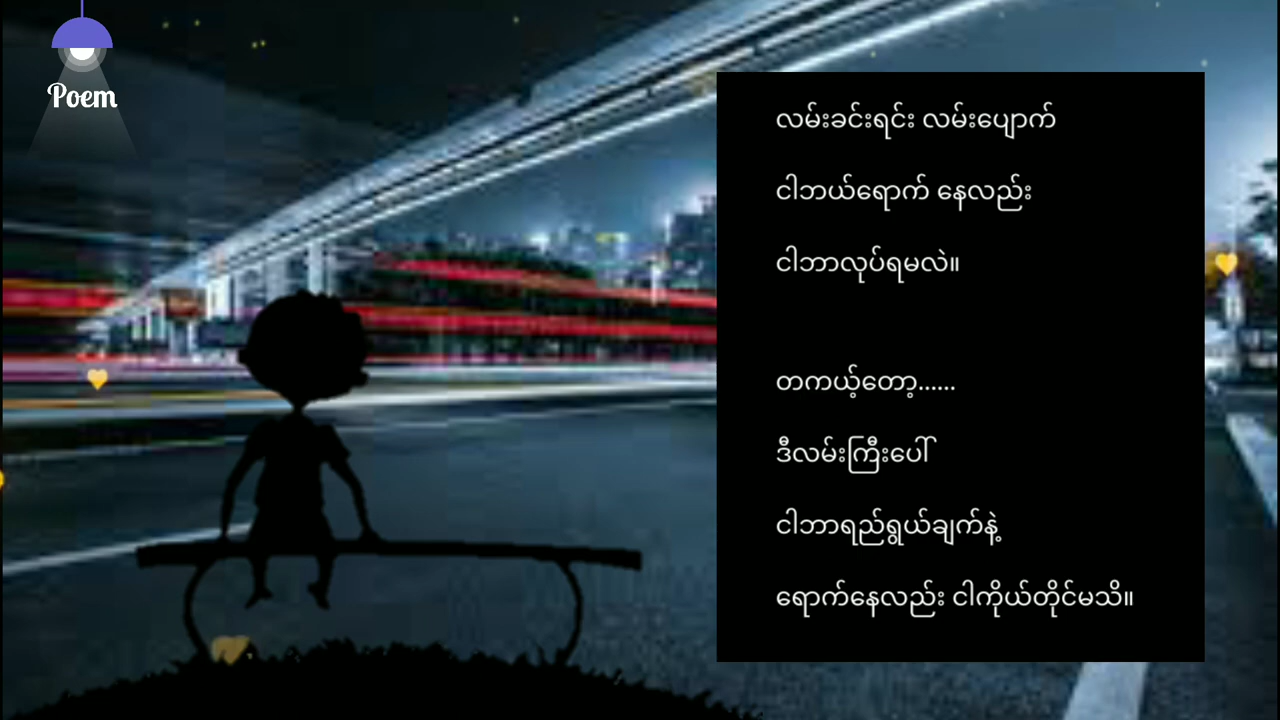 Poem
လမ်းခင်းရင်း လမ်းပျောက်
ငါဘယ်ရောက် နေလည်း
ငါဘာလုပ်ရမလဲ။
တကယ့်တော့......
ဒီလမ်းကြီးပေါ်
ငါဘာရည်ရွယ်ချက်နဲ့
ရောက်နေလည်း ငါကိုယ်တိုင်မသိ။